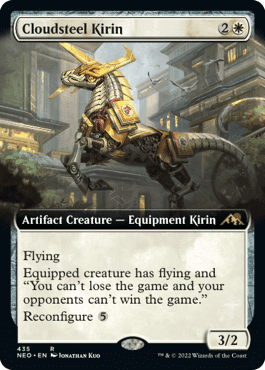 Cloudsteel Kirin 2
Artifact Creature — Equipment Kirin
Flying
Equipped creature has flying and
“You can’t lose the game and your
opponents can’t win the game.”
Reconfigure 5
3/2
435 R
NEO • EN Jonathan Kuo
™ & © 2022 Wizards of the Coast